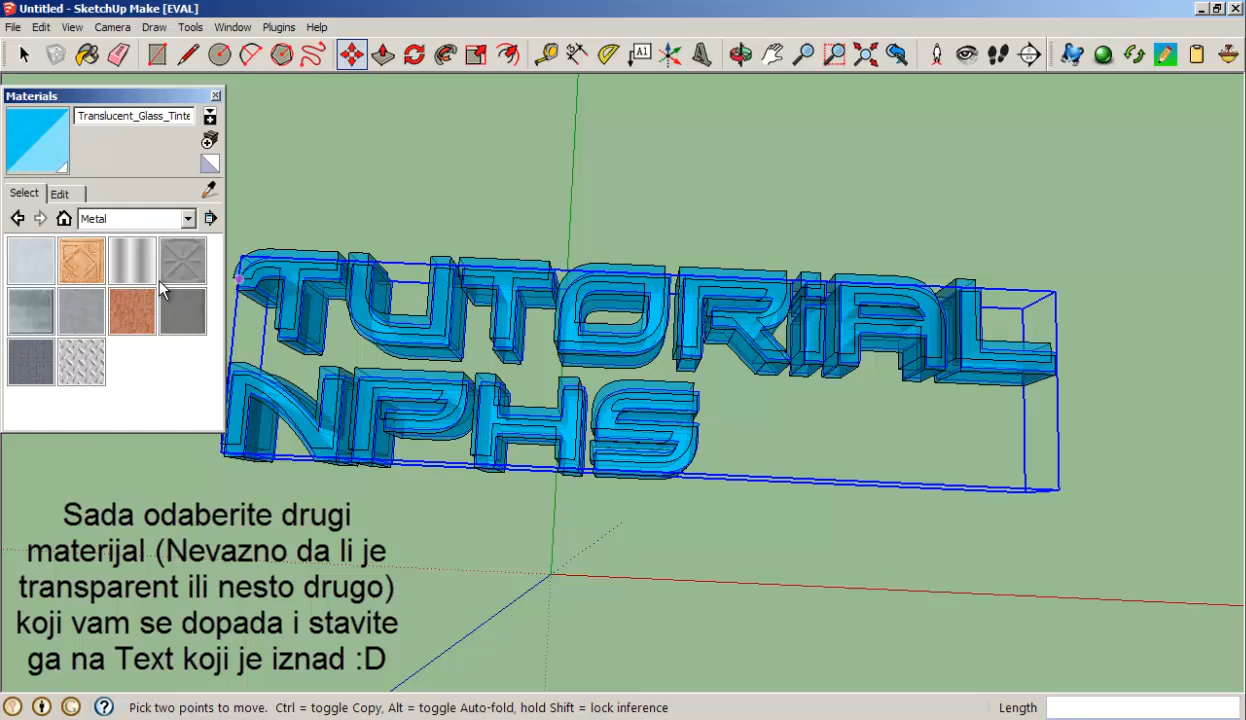 Untitled - SketchUp Make [EVAL]
File Edit View Camera Draw Tools Window Plugins Help
A1
Materials
Translucent_Glass_Tinte
Select Edit
Metal
TUTORiAL
NPHS
Sada odaberite drugi
materijal (Nevazno da li je
transparent ili nesto drugo)
koji vam se dopada i stavite
ga na Text koji je iznad :D
Pick two points to move. Ctrl = toggle Copy, Alt = toggle Auto-fold, hold Shift = lock inference
Length